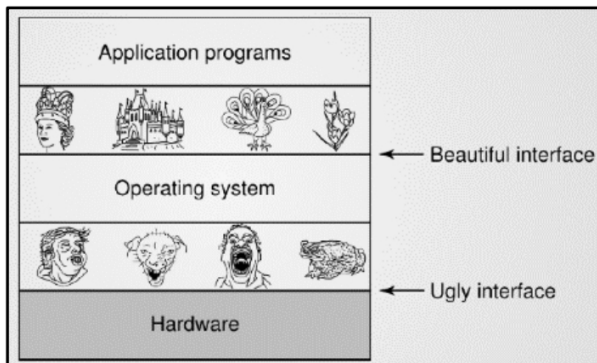 Application programs
Beautiful interface
Operating system
Ugly interface
Hardware